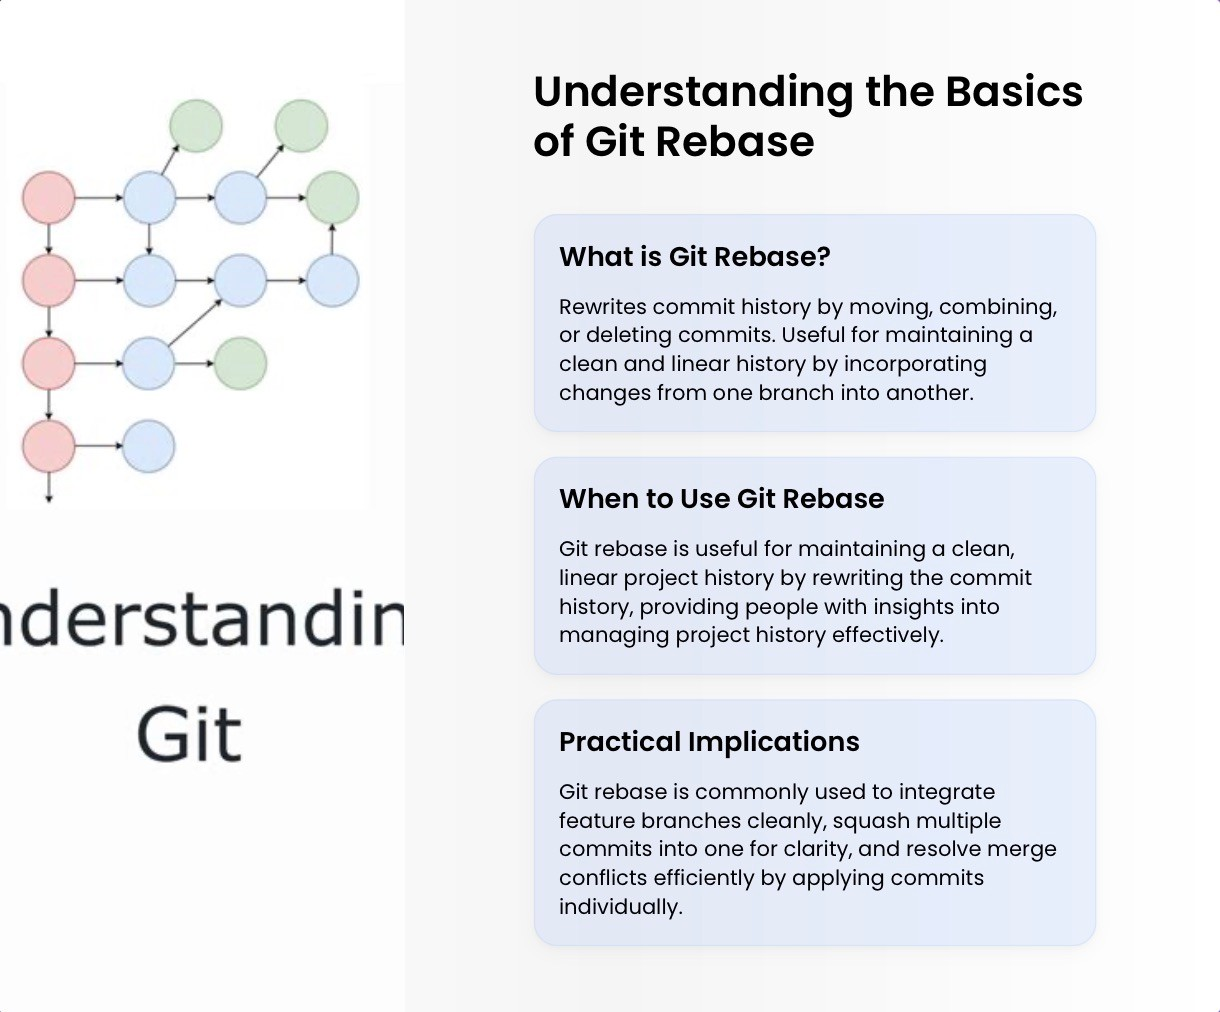 nderstandin
Git
Understanding the Basics
of Git Rebase
What is Git Rebase?
Rewrites commit history by moving, combining,
or deleting commits. Useful for maintaining a
clean and linear history by incorporating
changes from one branch into another.
When to Use Git Rebase
Git rebase is useful for maintaining a clean,
linear project history by rewriting the commit
history, providing people with insights into
managing project history effectively.
Practical Implications
Git rebase is commonly used to integrate
feature branches cleanly, squash multiple
commits into one for clarity, and resolve merge
conflicts efficiently by applying commits
individually.